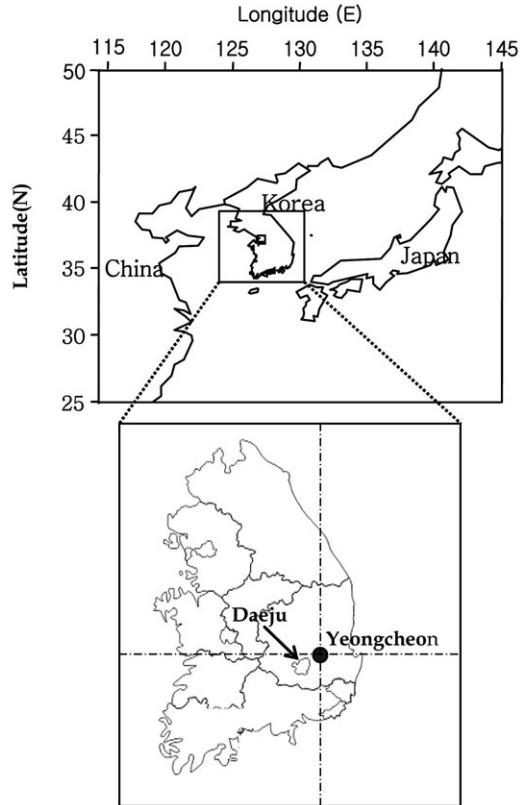 Longitude (E)
115 120 125 130 135 140 145
50
45
40
35
30
25
Latitude(N)
Korea
China
Japan
Daeju
Yeongcheon